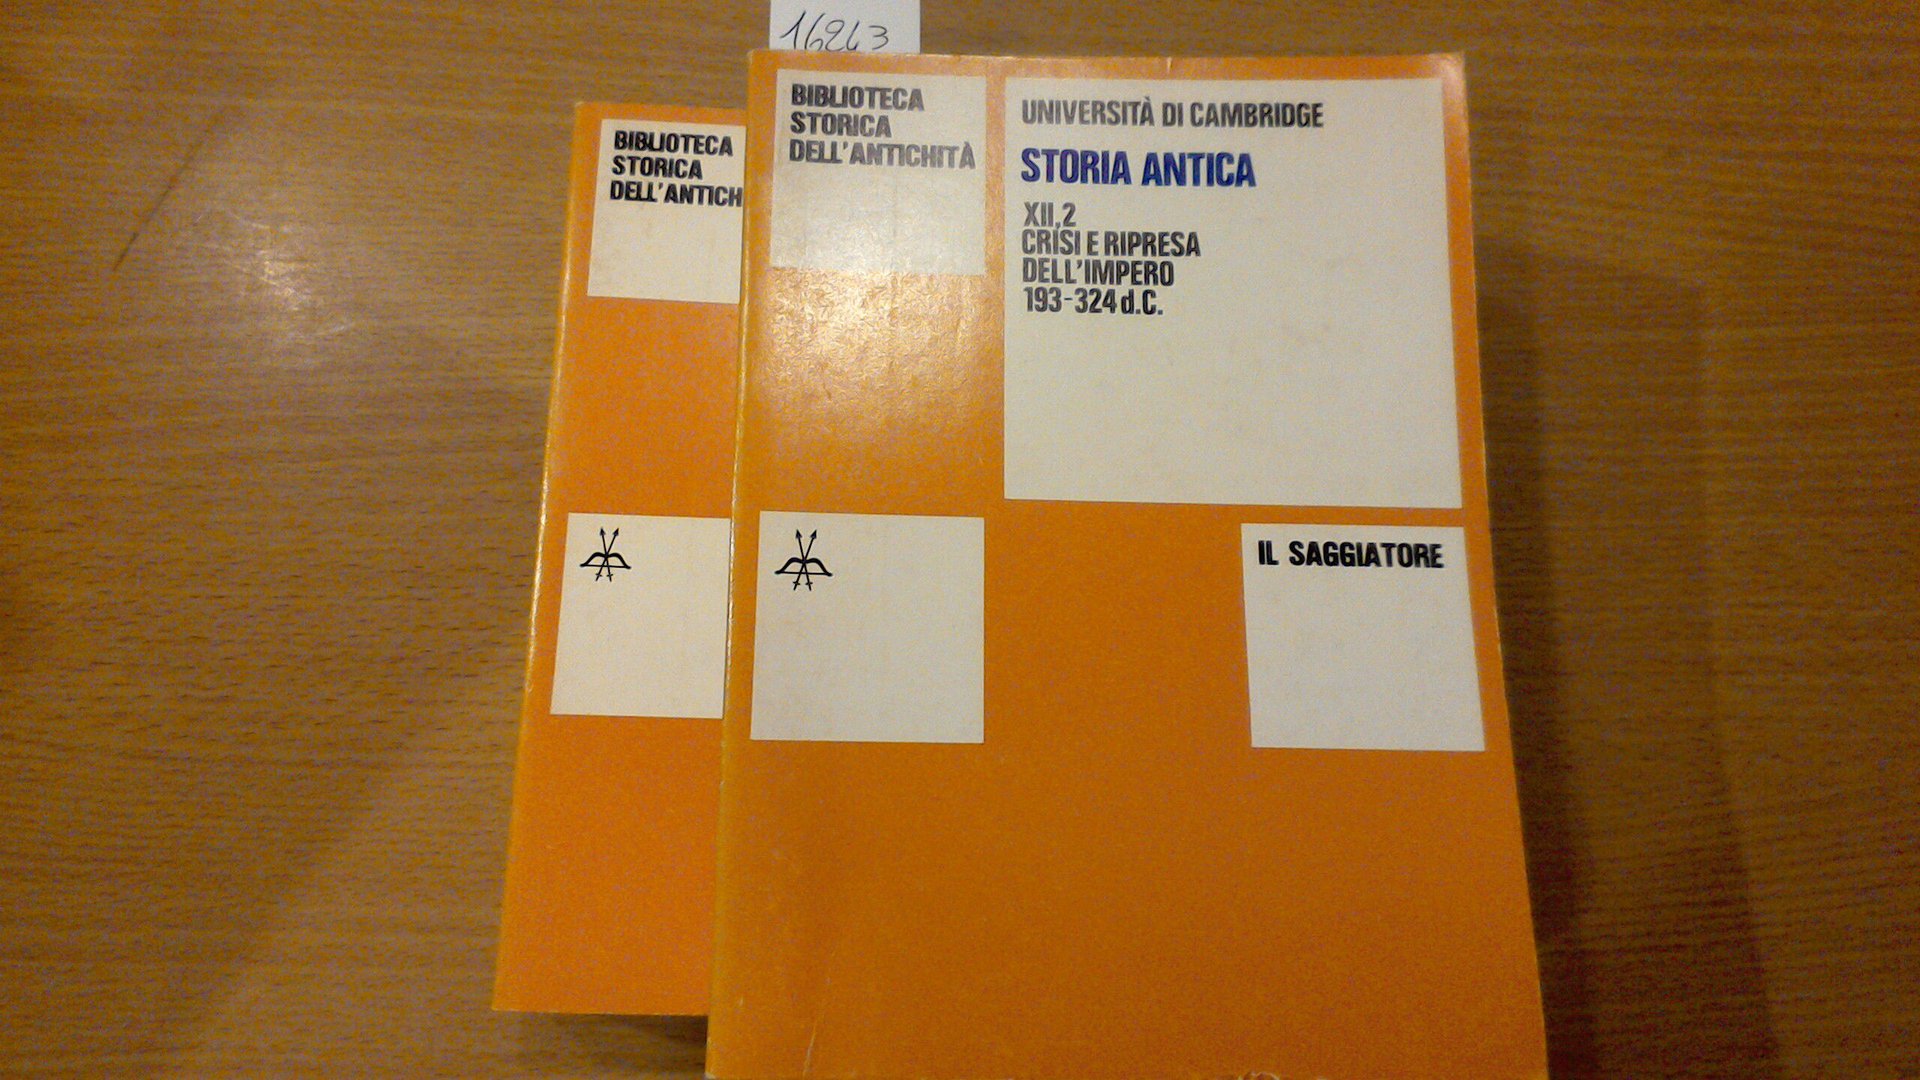 16243
BIBLIOTECA
STORICA
DELL'ANTICH
BIBLIOTECA
STORICA
DELL'ANTICHITÀ
UNIVERSITÀ DI CAMBRIDGE
STORIA ANTICA
XII,2
CRISI E RIPRESA
DELL'IMPERO
193-324 d.C.
IL SAGGIATORE